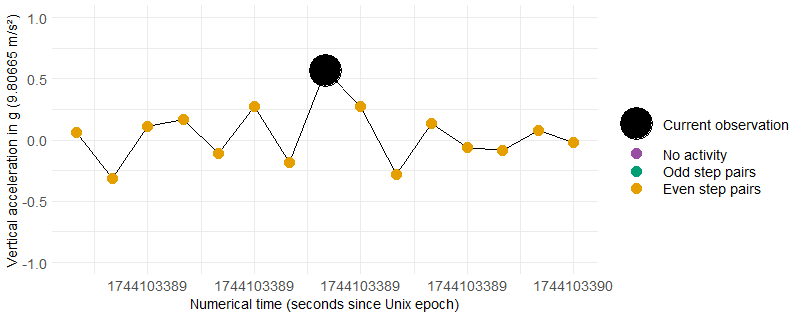 Vertical acceleration in g (9.80665 m/s²)
1.0
0.5
0.0
-0.5
-1.0
1744103389 1744103389 1744103389 1744103389 1744103390
Numerical time (seconds since Unix epoch)
Current observation
No activity
Odd step pairs
Even step pairs